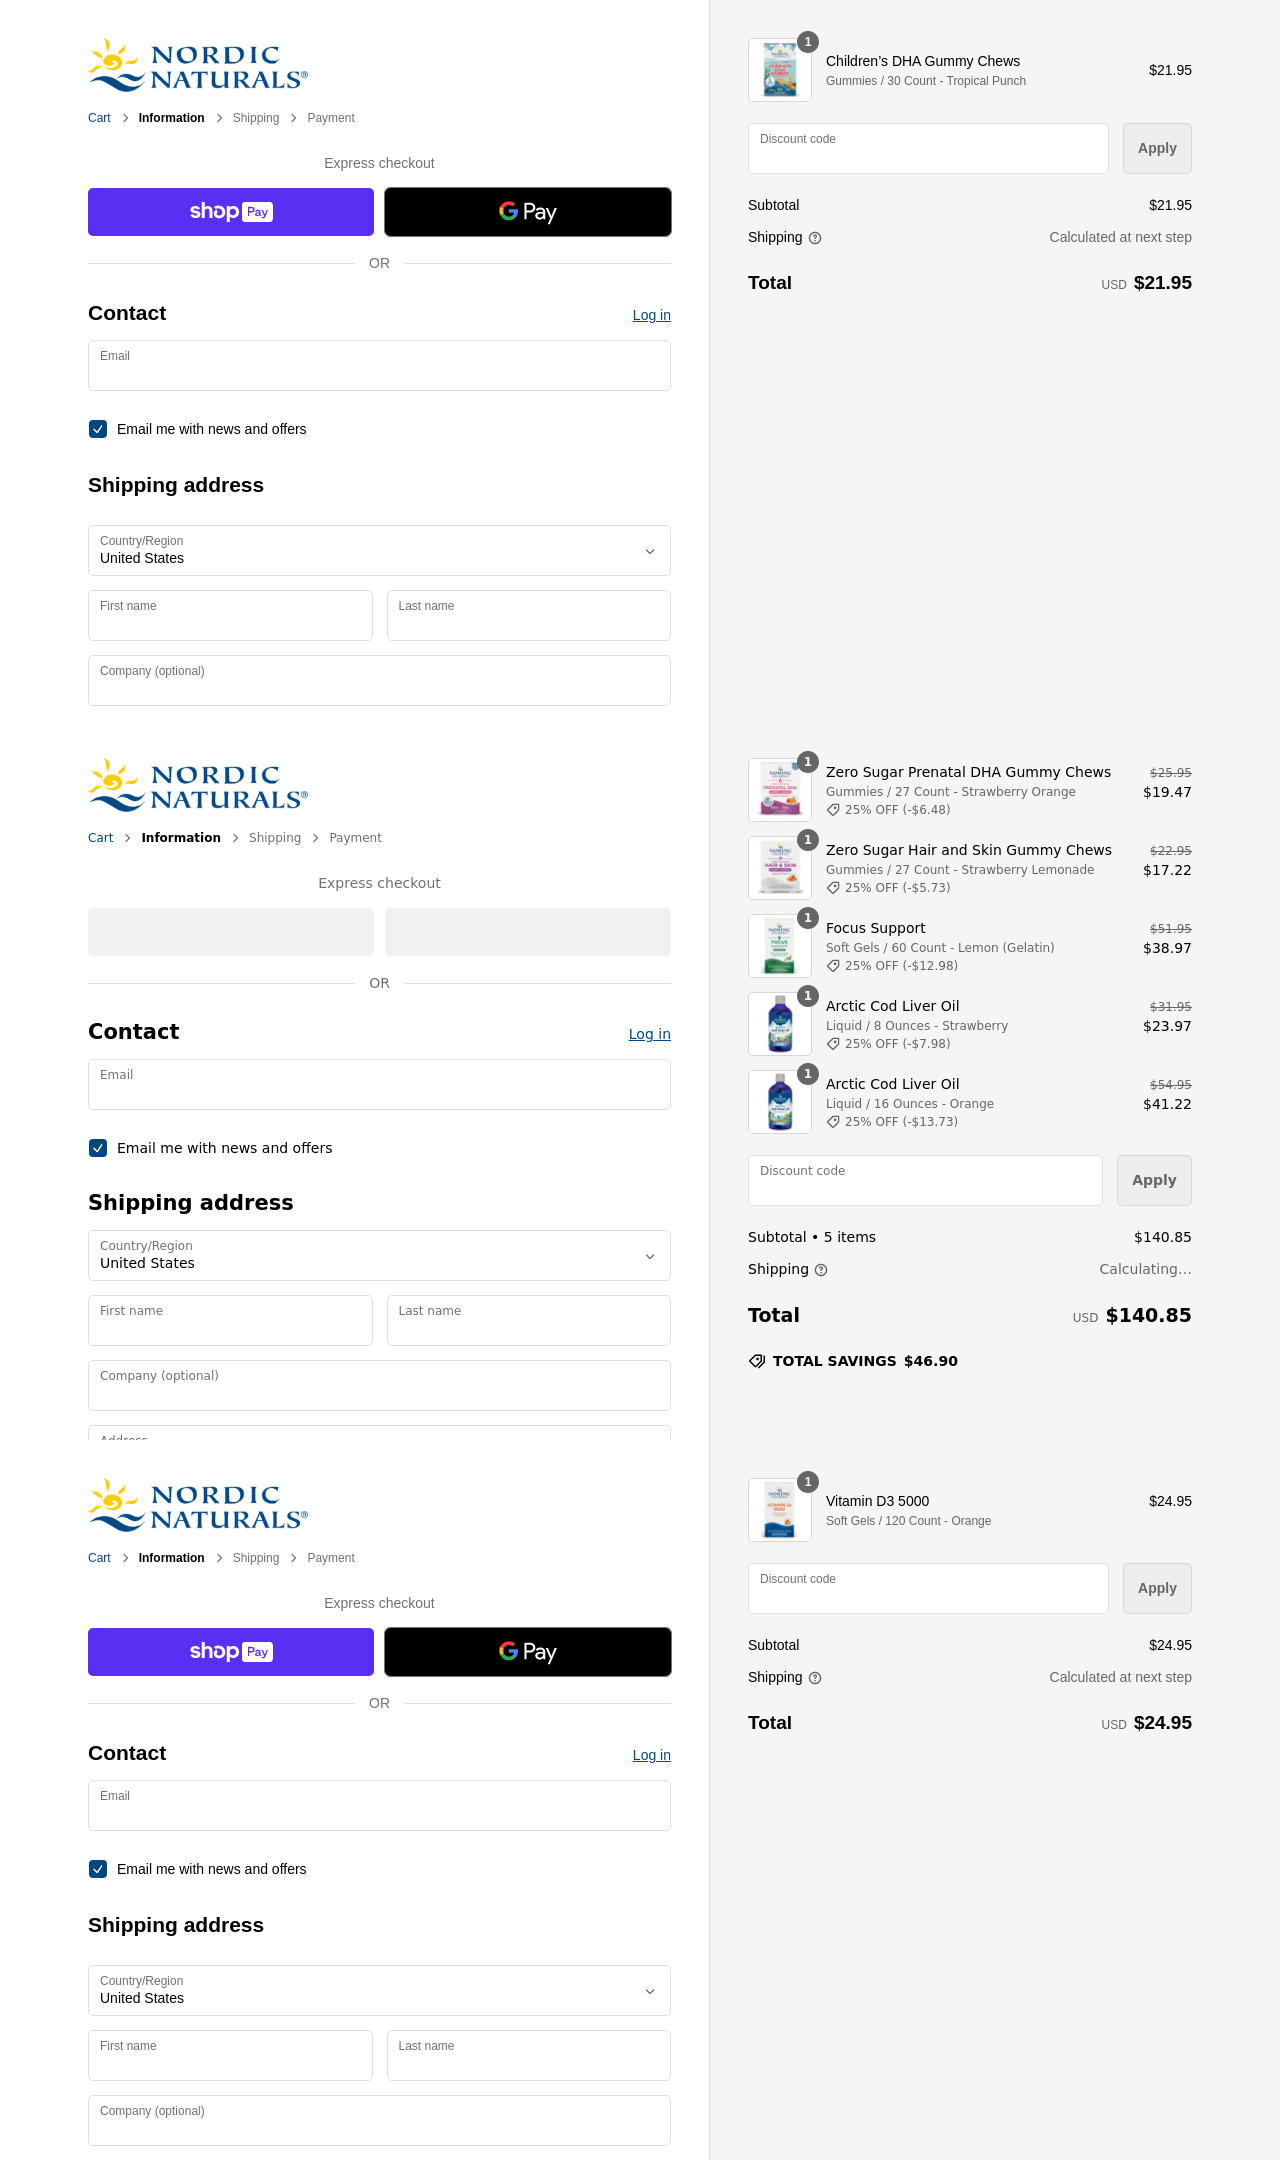 NORDIC
NATURALS®
Cart
Information
Shipping
Payment
Express checkout
shop Pay
G Pay
OR
Contact
Log in
Email
Email me with news and offers
Shipping address
Country/Region
United States
First name
Last name
Company (optional)
1
Children's DHA Gummy Chews
Gummies / 30 Count - Tropical Punch
$21.95
Discount code
Apply
Subtotal
$21.95
Shipping
Calculated at next step
Total
USD $21.95
NORDIC
NATURALS®
Cart
Information
Shipping
Payment
Express checkout
OR
Contact
Log in
Email
Email me with news and offers
Shipping address
Country/Region
United States
First name
Last name
Company (optional)
Address
1
Zero Sugar Prenatal DHA Gummy Chews
Gummies / 27 Count - Strawberry Orange
25% OFF (-$6.48)
$25.95
$19.47
1
Zero Sugar Hair and Skin Gummy Chews
Gummies / 27 Count - Strawberry Lemonade
25% OFF (-$5.73)
$22.95
$17.22
1
Focus Support
Soft Gels / 60 Count - Lemon (Gelatin)
25% OFF (-$12.98)
$51.95
$38.97
1
Arctic Cod Liver Oil
Liquid / 8 Ounces - Strawberry
25% OFF (-$7.98)
$31.95
$23.97
1
Arctic Cod Liver Oil
Liquid / 16 Ounces - Orange
25% OFF (-$13.73)
$54.95
$41.22
Discount code
Apply
Subtotal • 5 items
$140.85
Shipping
Calculating...
Total
USD $140.85
TOTAL SAVINGS $46.90
NORDIC
NATURALS®
Cart
Information
Shipping
Payment
Express checkout
shop Pay
G Pay
OR
Contact
Log in
Email
Email me with news and offers
Shipping address
Country/Region
United States
First name
Last name
Company (optional)
1
Vitamin D3 5000
Soft Gels / 120 Count - Orange
$24.95
Discount code
Apply
Subtotal
$24.95
Shipping
Calculated at next step
Total
USD $24.95